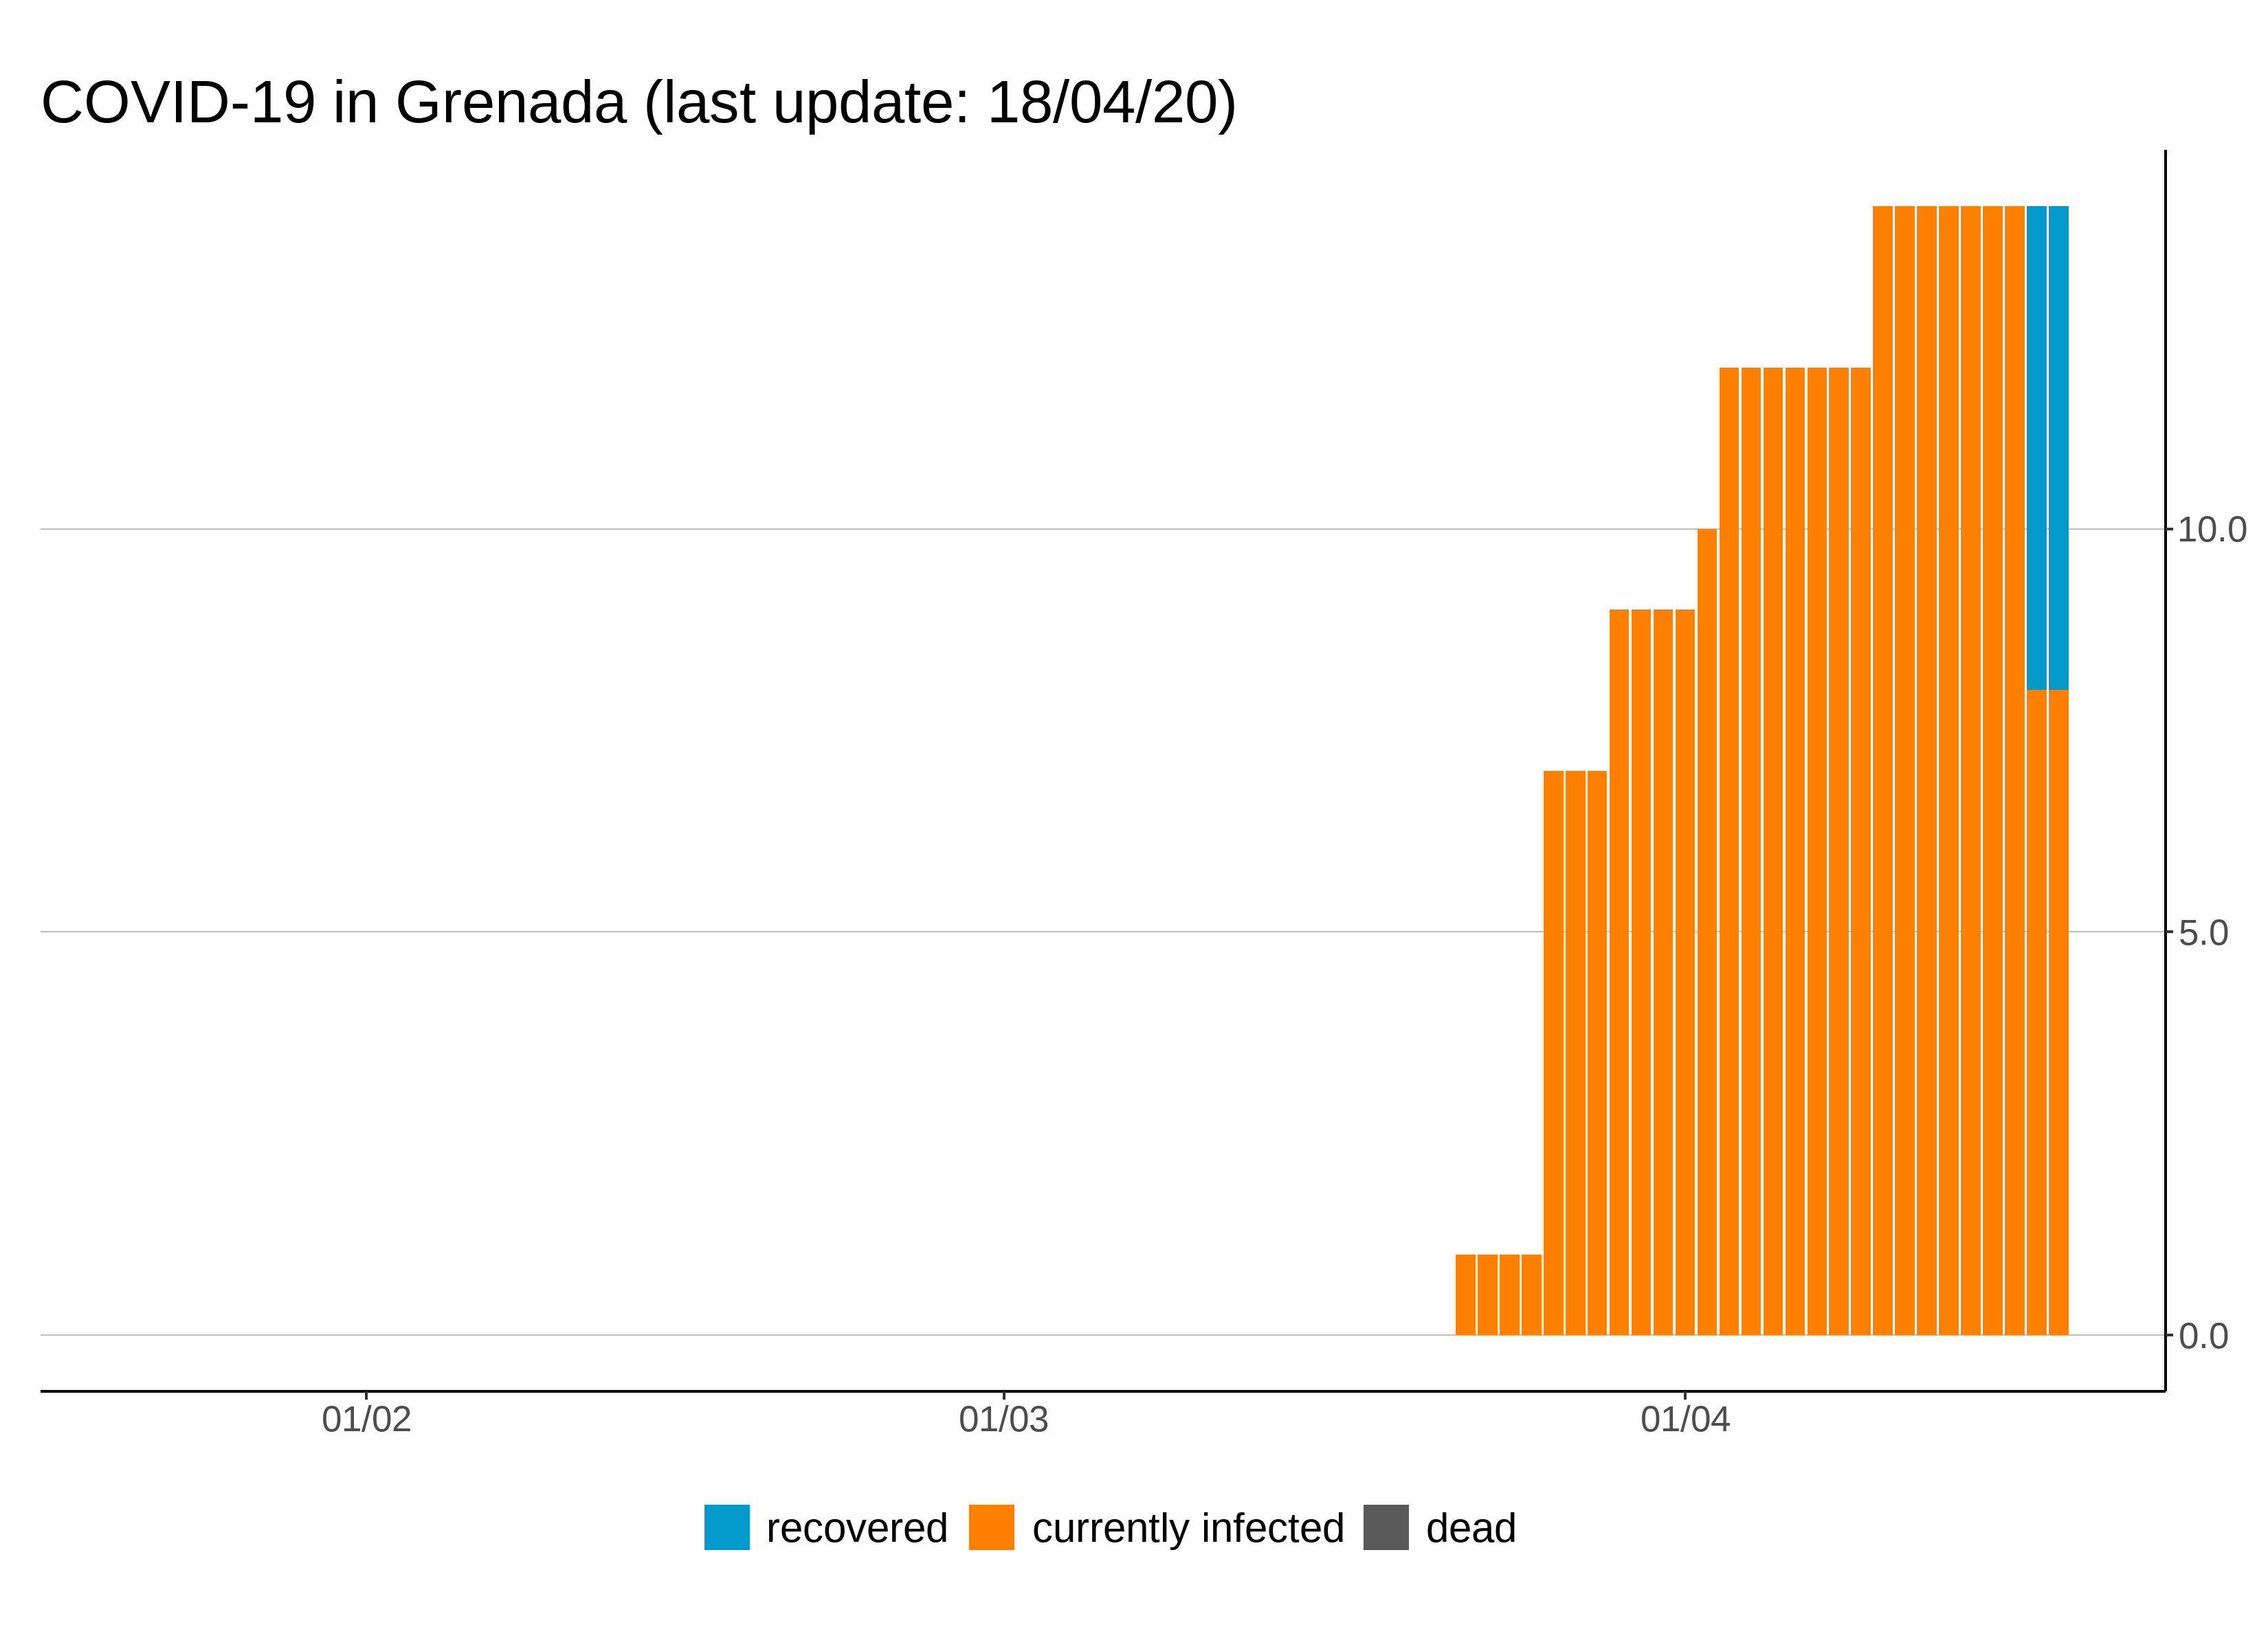 COVID-19 in Grenada (last update: 18/04/20)
10.0
5.0
0.0
01/02 01/03 01/04
recovered currently infected dead